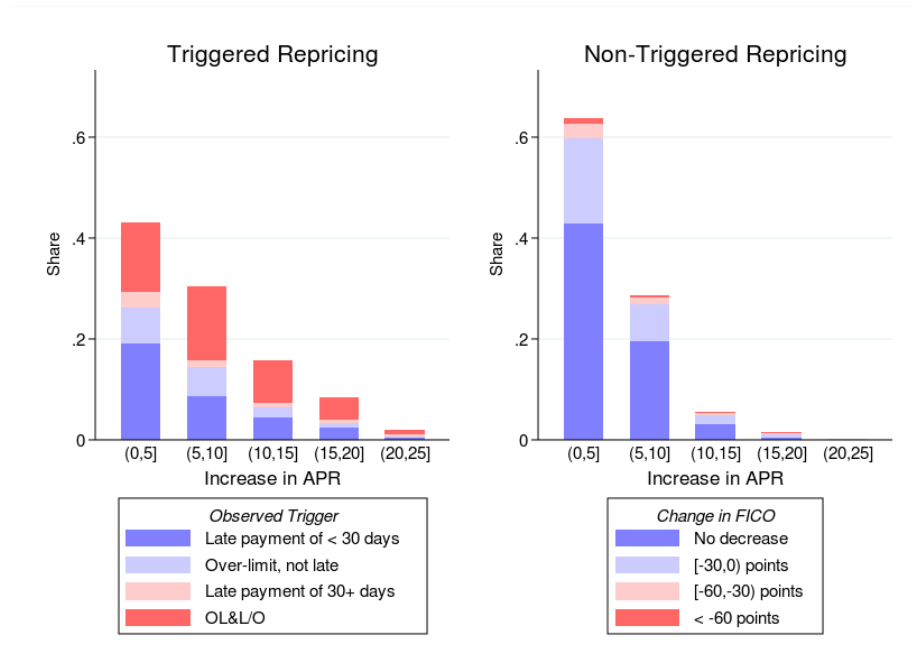 Triggered Repricing
Share
.6
.4
.2
0
(0,5] (5,10] (10,15] (15,20] (20,25]
Increase in APR
Observed Trigger
Late payment of < 30 days
Over-limit, not late
Late payment of 30+ days
OL&L/O
Non-Triggered Repricing
Share
.6
.4
.2
0
(0,5] (5,10] (10,15] (15,20] (20,25]
Increase in APR
Change in FICO
No decrease
[-30,0) points
[-60,-30) points
< -60 points